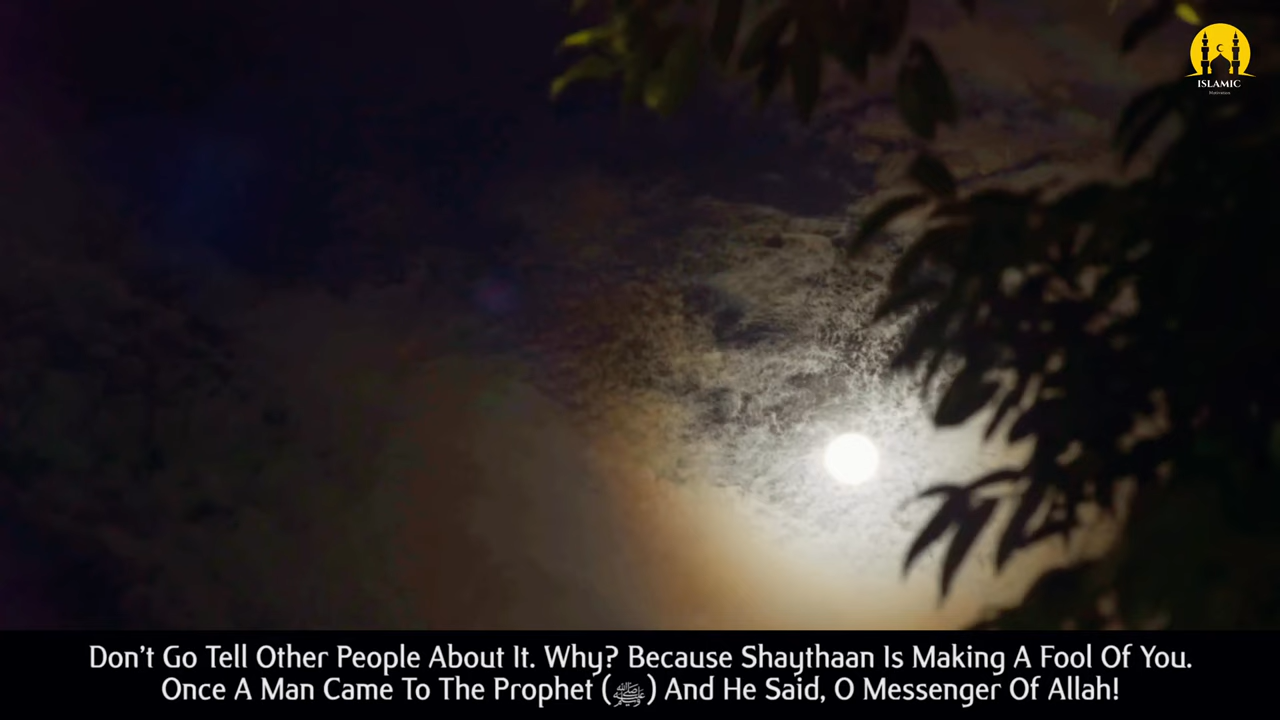 ISLAMIC
Don't Go Tell Other People About It. Why? Because Shaythaan Is Making A Fool Of You.
Once A Man Came To The Prophet (ﷺ) And He Said, O Messenger Of Allah!